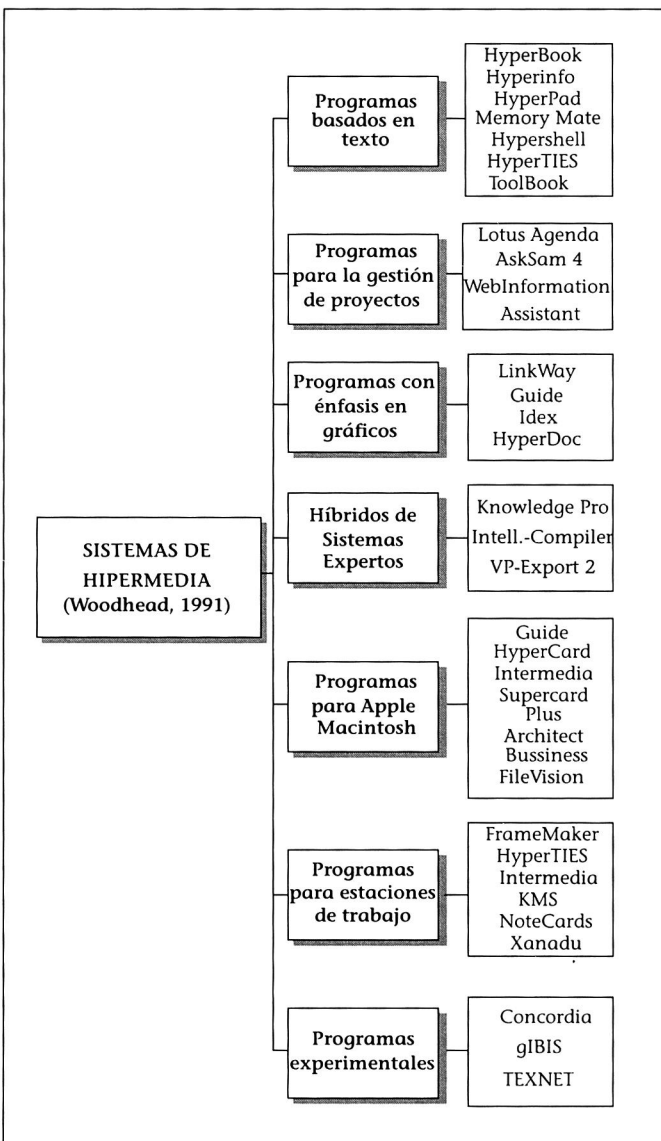 SISTEMAS DE
HIPERMEDIA
(Woodhead, 1991)
Programas
basados en
texto
HyperBook
Hyperinfo
HyperPad
Memory Mate
Hypershell
HyperTIES
ToolBook
Programas
para la gestión
de proyectos
Lotus Agenda
AskSam 4
WebInformation
Assistant
Programas con
énfasis en
gráficos
LinkWay
Guide
Idex
HyperDoc
Híbridos de
Sistemas
Expertos
Knowledge Pro
Intell.-Compiler
VP-Export 2
Programas
para Apple
Macintosh
Guide
HyperCard
Intermedia
Supercard
Plus
Architect
Bussiness
FileVision
Programas
para estaciones
de trabajo
FrameMaker
HyperTIES
Intermedia
KMS
NoteCards
Xanadu
Programas
experimentales
Concordia
gIBIS
TEXNET